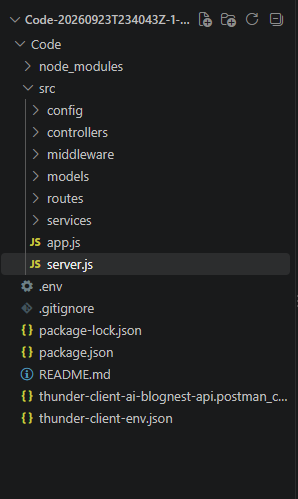 Code-20260923T234043Z-1-...
Code
node_modules
src
config
controllers
middleware
models
routes
services
JS app.js
JS server.js
.env
.gitignore
{} package-lock.json
{} package.json
README.md
{} thunder-client-ai-blognest-api.postman_c...
{} thunder-client-env.json